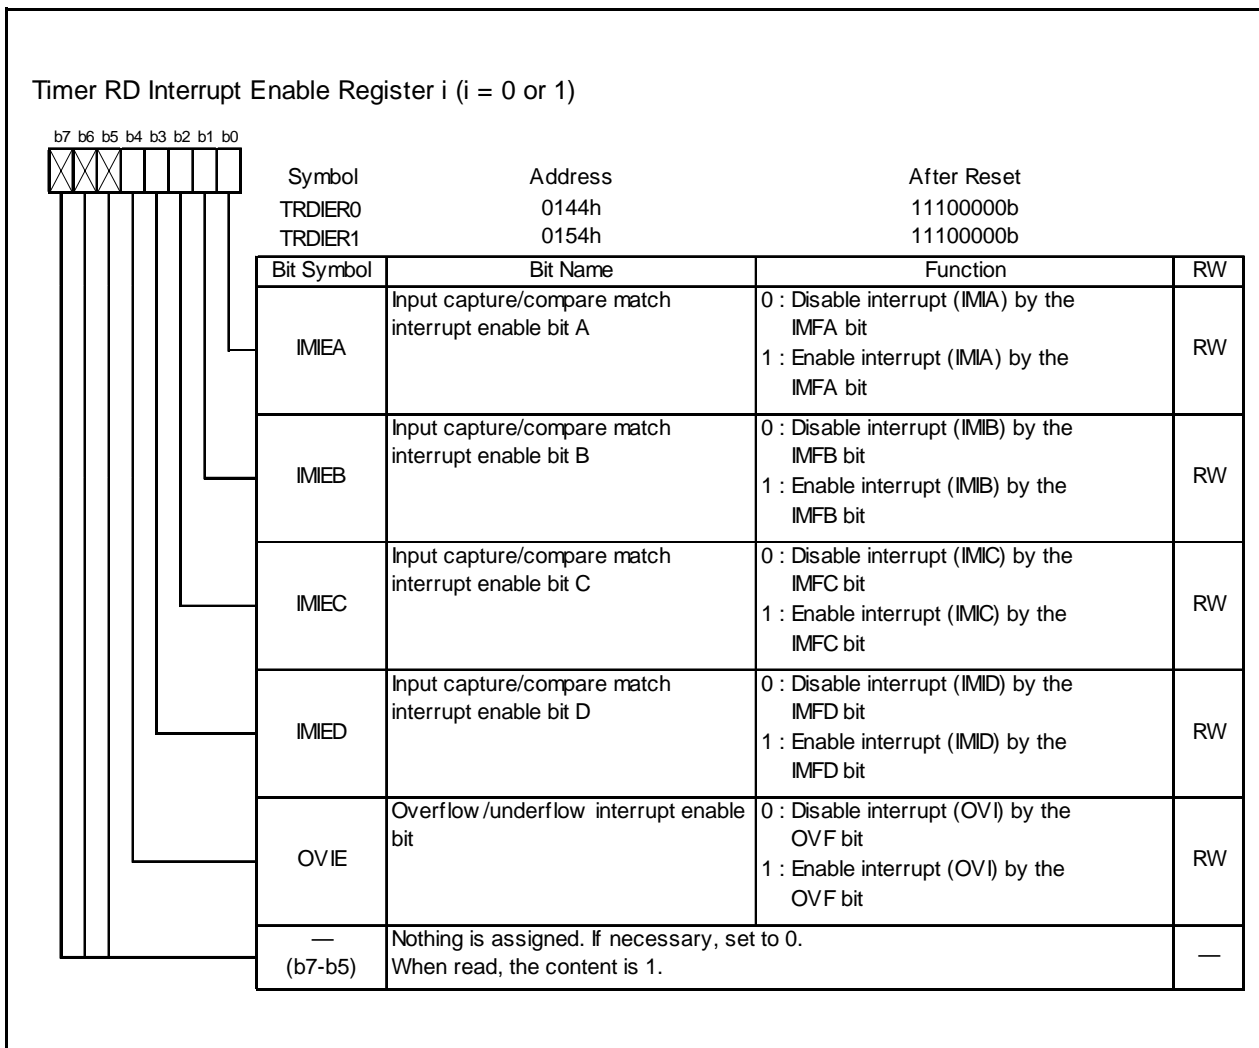 Timer RD Interrupt Enable Register i (i = 0 or 1)
b7 b6 b5 b4 b3 b2 b1 b0
Symbol Address After Reset
TRDIER0 0144h 11100000b
TRDIER1 0154h 11100000b
Bit Symbol Bit Name Function RW
IMIEA
Input capture/compare match
interrupt enable bit A
0 : Disable interrupt (IMIA) by the
IMFA bit
1 : Enable interrupt (IMIA) by the
IMFA bit
RW
IMIEB
Input capture/compare match
interrupt enable bit B
0 : Disable interrupt (IMIB) by the
IMFB bit
1 : Enable interrupt (IMIB) by the
IMFB bit
RW
IMIEC
Input capture/compare match
interrupt enable bit C
0 : Disable interrupt (IMIC) by the
IMFC bit
1 : Enable interrupt (IMIC) by the
IMFC bit
RW
IMIED
Input capture/compare match
interrupt enable bit D
0 : Disable interrupt (IMID) by the
IMFD bit
1 : Enable interrupt (IMID) by the
IMFD bit
RW
OVIE
Overflow/underflow interrupt enable
bit
0 : Disable interrupt (OVI) by the
OVF bit
1 : Enable interrupt (OVI) by the
OVF bit
RW
—
(b7-b5)
Nothing is assigned. If necessary, set to 0.
When read, the content is 1.
—